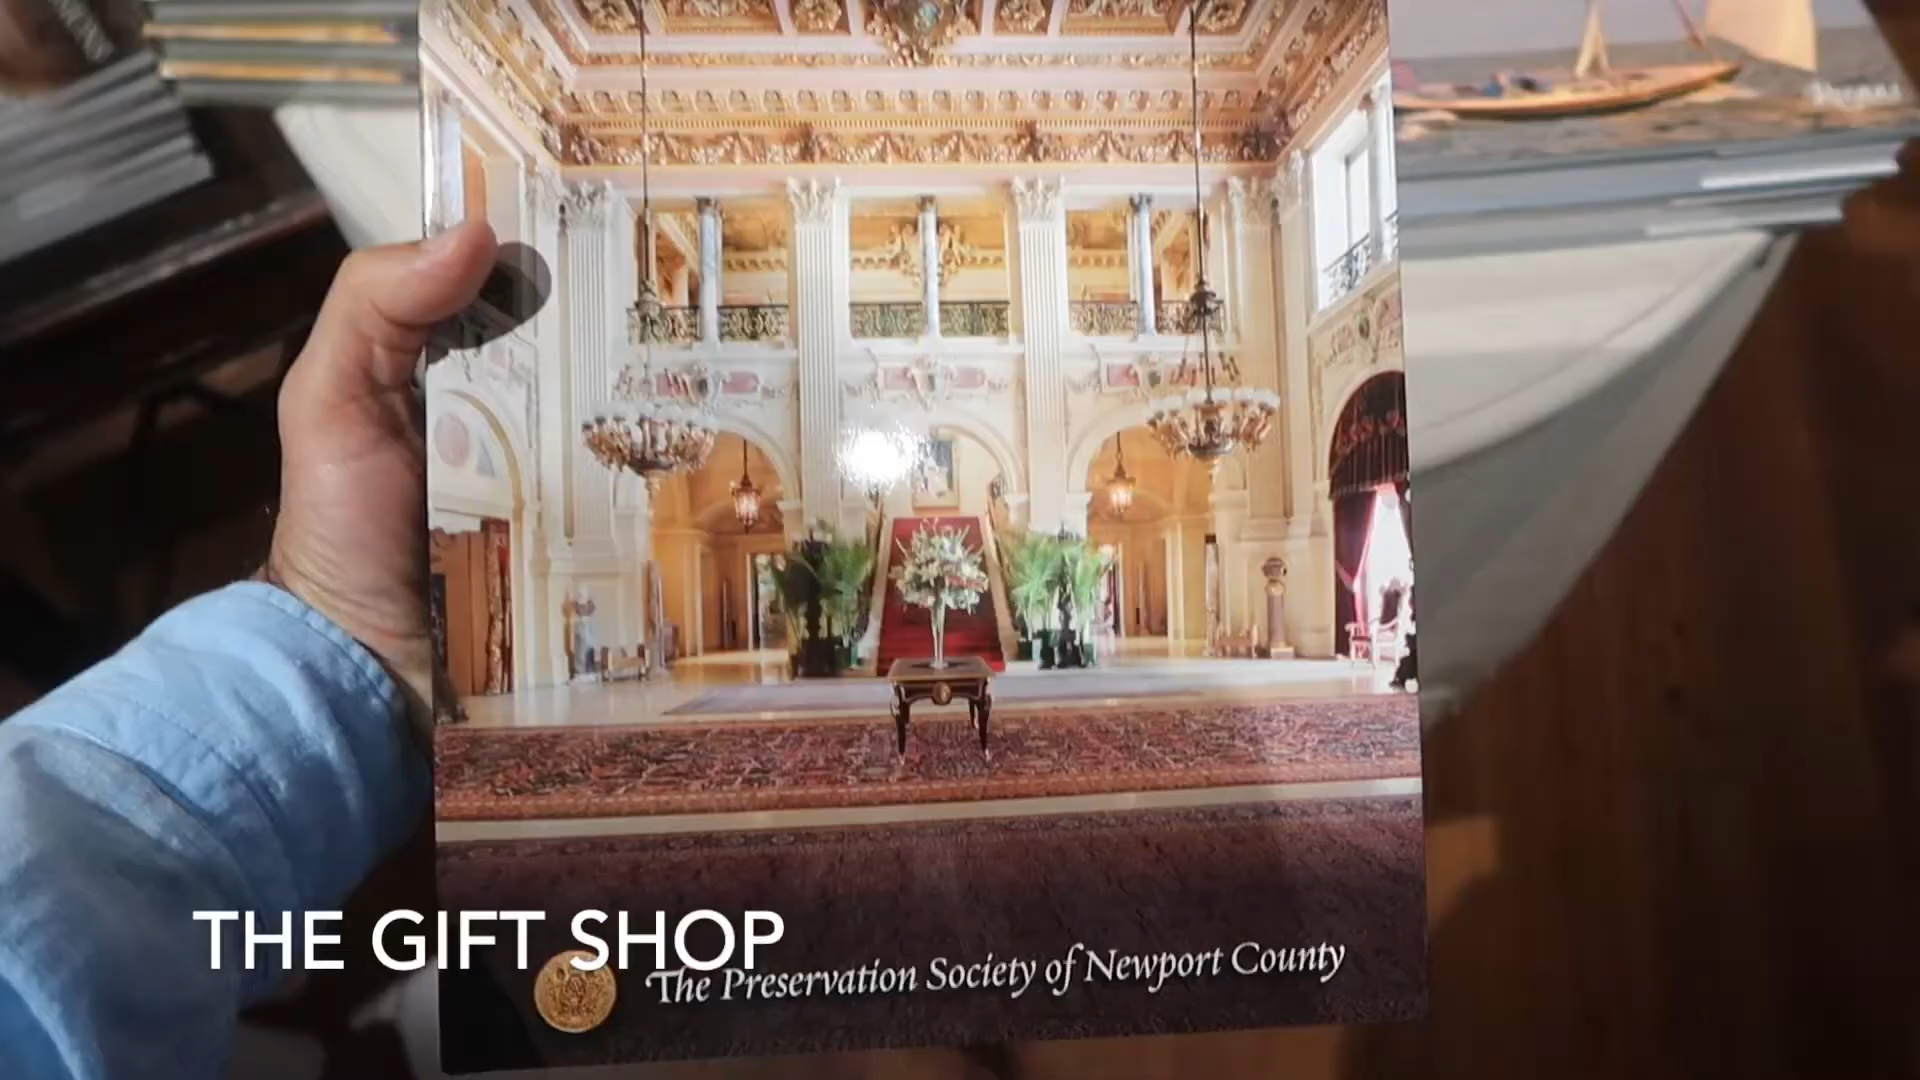 THE GIFT SHOP
The Preservation Society of Newport County